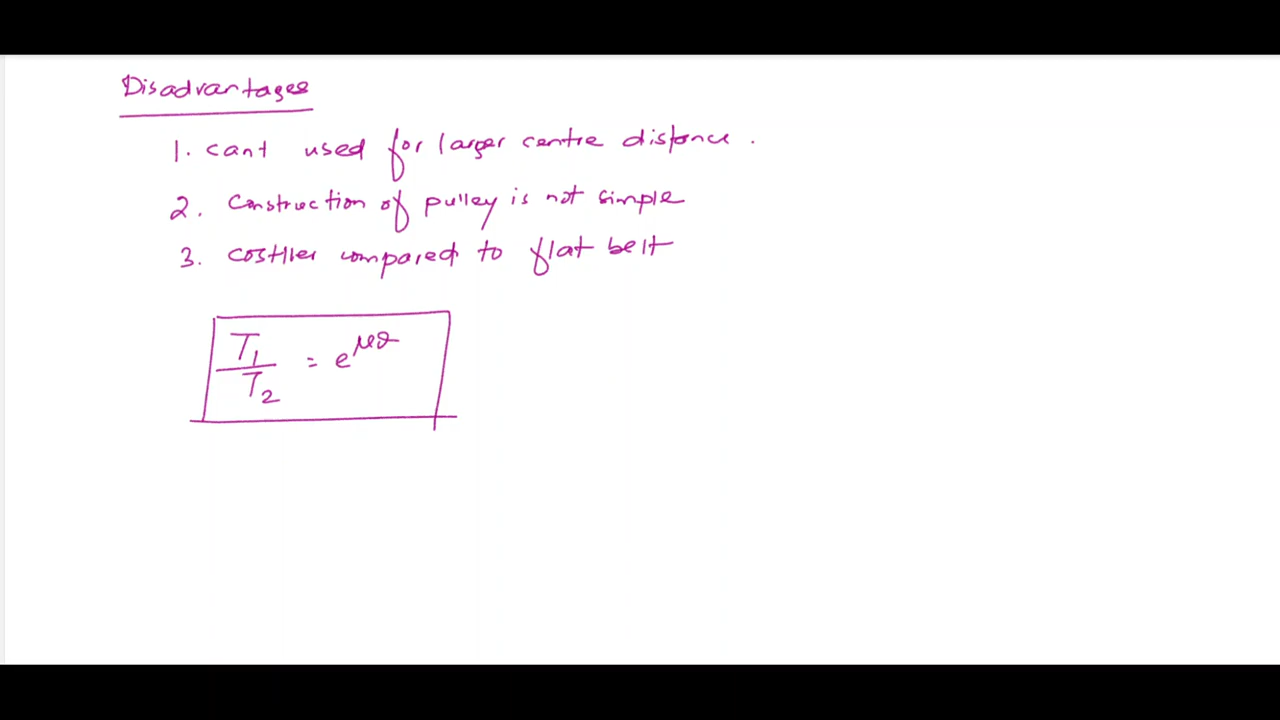 Disadvantages
1. can't used for larger centre distance.
2. Construction of pulley is not simple
3. costlier compared to flat belt
T₁/T₂ = e^μθ